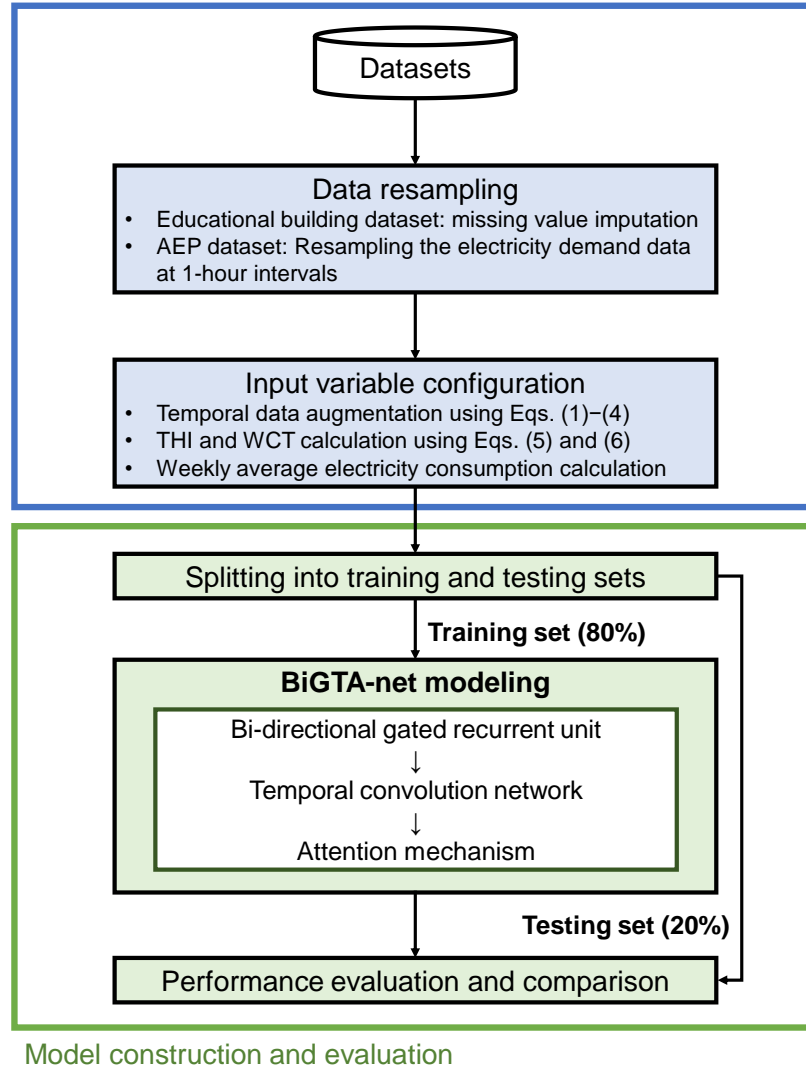 Datasets
Data resampling
• Educational building dataset: missing value imputation
• AEP dataset: Resampling the electricity demand data
at 1-hour intervals
Input variable configuration
• Temporal data augmentation using Eqs. (1)−(4)
• THI and WCT calculation using Eqs. (5) and (6)
• Weekly average electricity consumption calculation
Splitting into training and testing sets
Training set (80%)
BiGTA-net modeling
Bi-directional gated recurrent unit
↓
Temporal convolution network
↓
Attention mechanism
Testing set (20%)
Performance evaluation and comparison
Model construction and evaluation